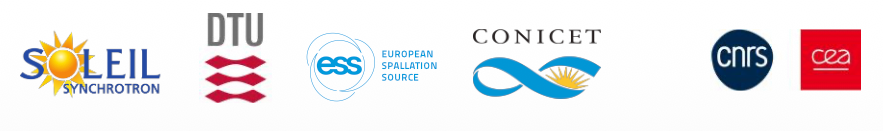 SOLEIL
SYNCHROTRON
DTU
ess
EUROPEAN
SPALLATION
SOURCE
CONICET
cnrs
cea